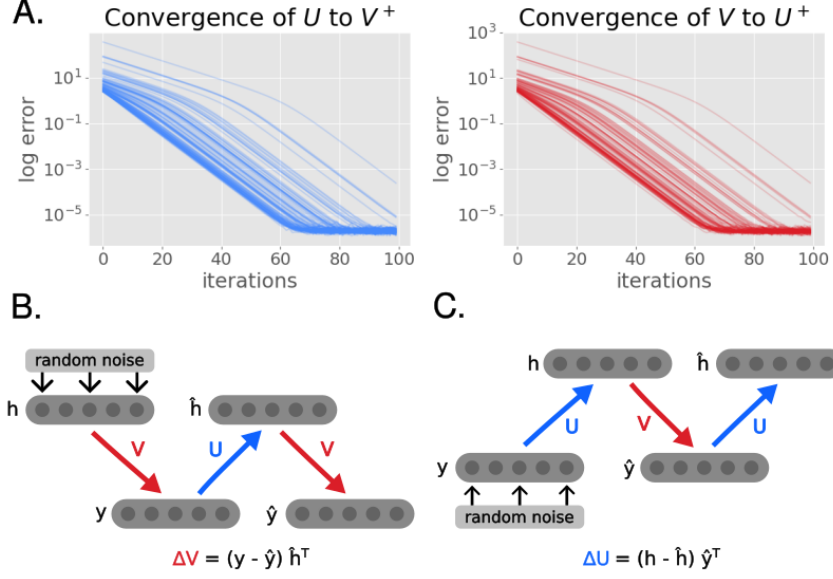 A.
Convergence of U to V⁺
log error
10¹
10⁻¹
10⁻³
10⁻⁵
0 20 40 60 80 100
iterations
Convergence of V to U⁺
log error
10³
10¹
10⁻¹
10⁻³
10⁻⁵
0 20 40 60 80 100
iterations
B.
random noise
h
ĥ
V
U
V
y
ŷ
ΔV = (y - ŷ) ĥᵀ
C.
h
ĥ
U
V
U
y
ŷ
random noise
ΔU = (h - ĥ) ŷᵀ